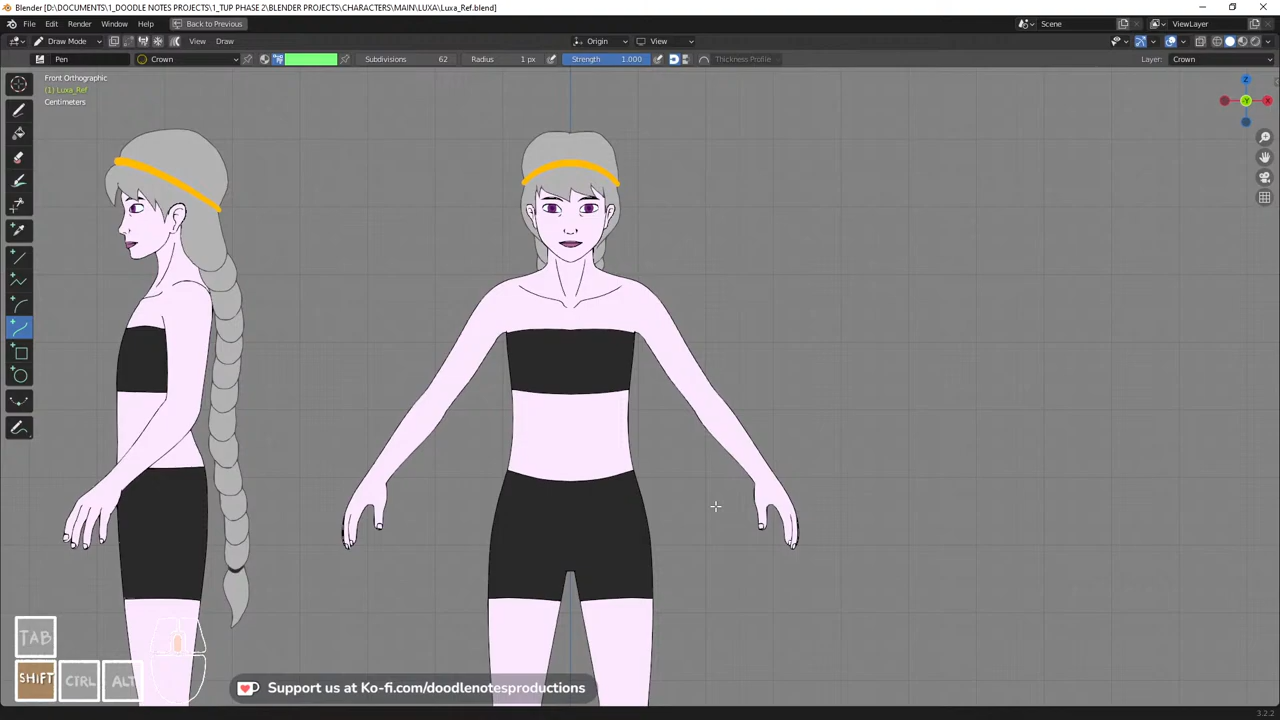 Blender [D:\DOCUMENTS\1_DOODLE NOTES PROJECTS\1_TUP PHASE 2\BLENDER PROJECTS\CHARACTERS\MAIN\LUXA\Luxa_Ref.blend]
File Edit Render Window Help Back to Previous Scene ViewLayer
Draw Mode View Draw Origin View
Pen Crown Subdivisions 62 Radius 1 px Strength 1.000 Thickness Profile Layer: Crown
Front Orthographic
(1) Luxa_Ref
Centimeters
Z
Y
X
TAB
SHIFT CTRL ALT
Support us at Ko-fi.com/doodlenotesproductions
3.2.2